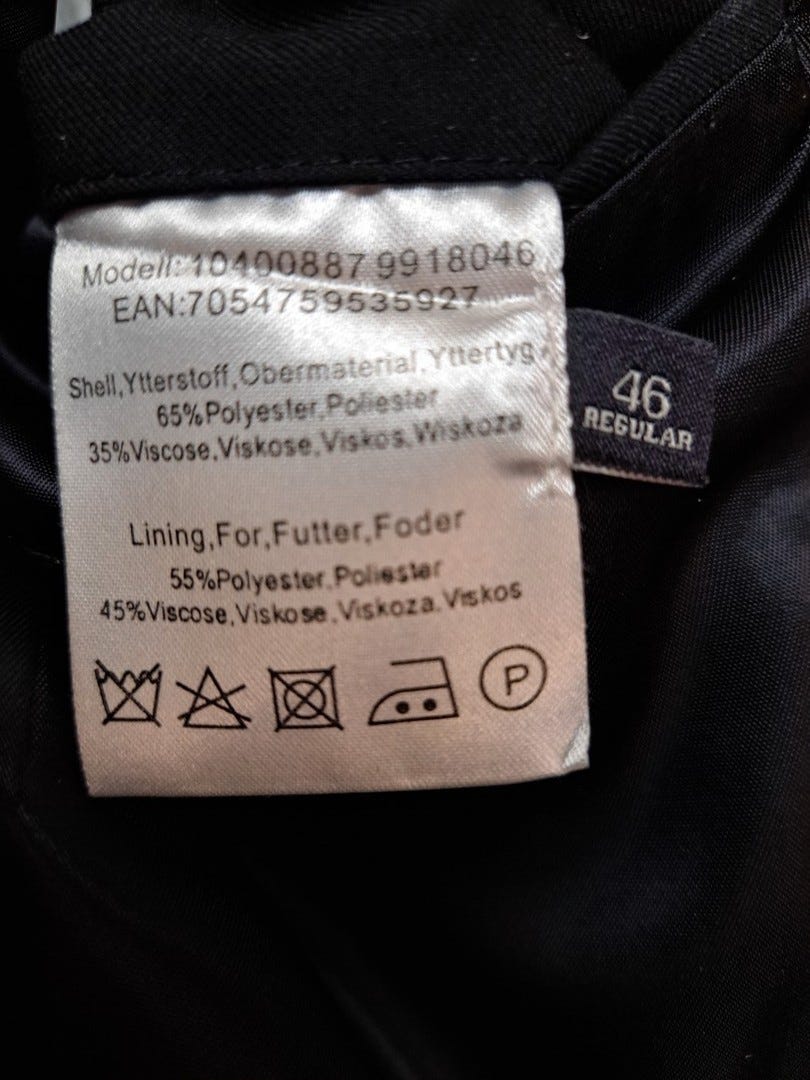 Modell:10400887 9918046
EAN:7054759535927
Shell,Ytterstoff,Obermaterial,Yttertyg
65%Polyester,Poliester
35%Viscose,Viskose,Viskos,Wiskoza
Lining,For,Futter,Foder
55%Polyester,Poliester
45%Viscose,Viskose,Viskoza,Viskos
P
46
REGULAR